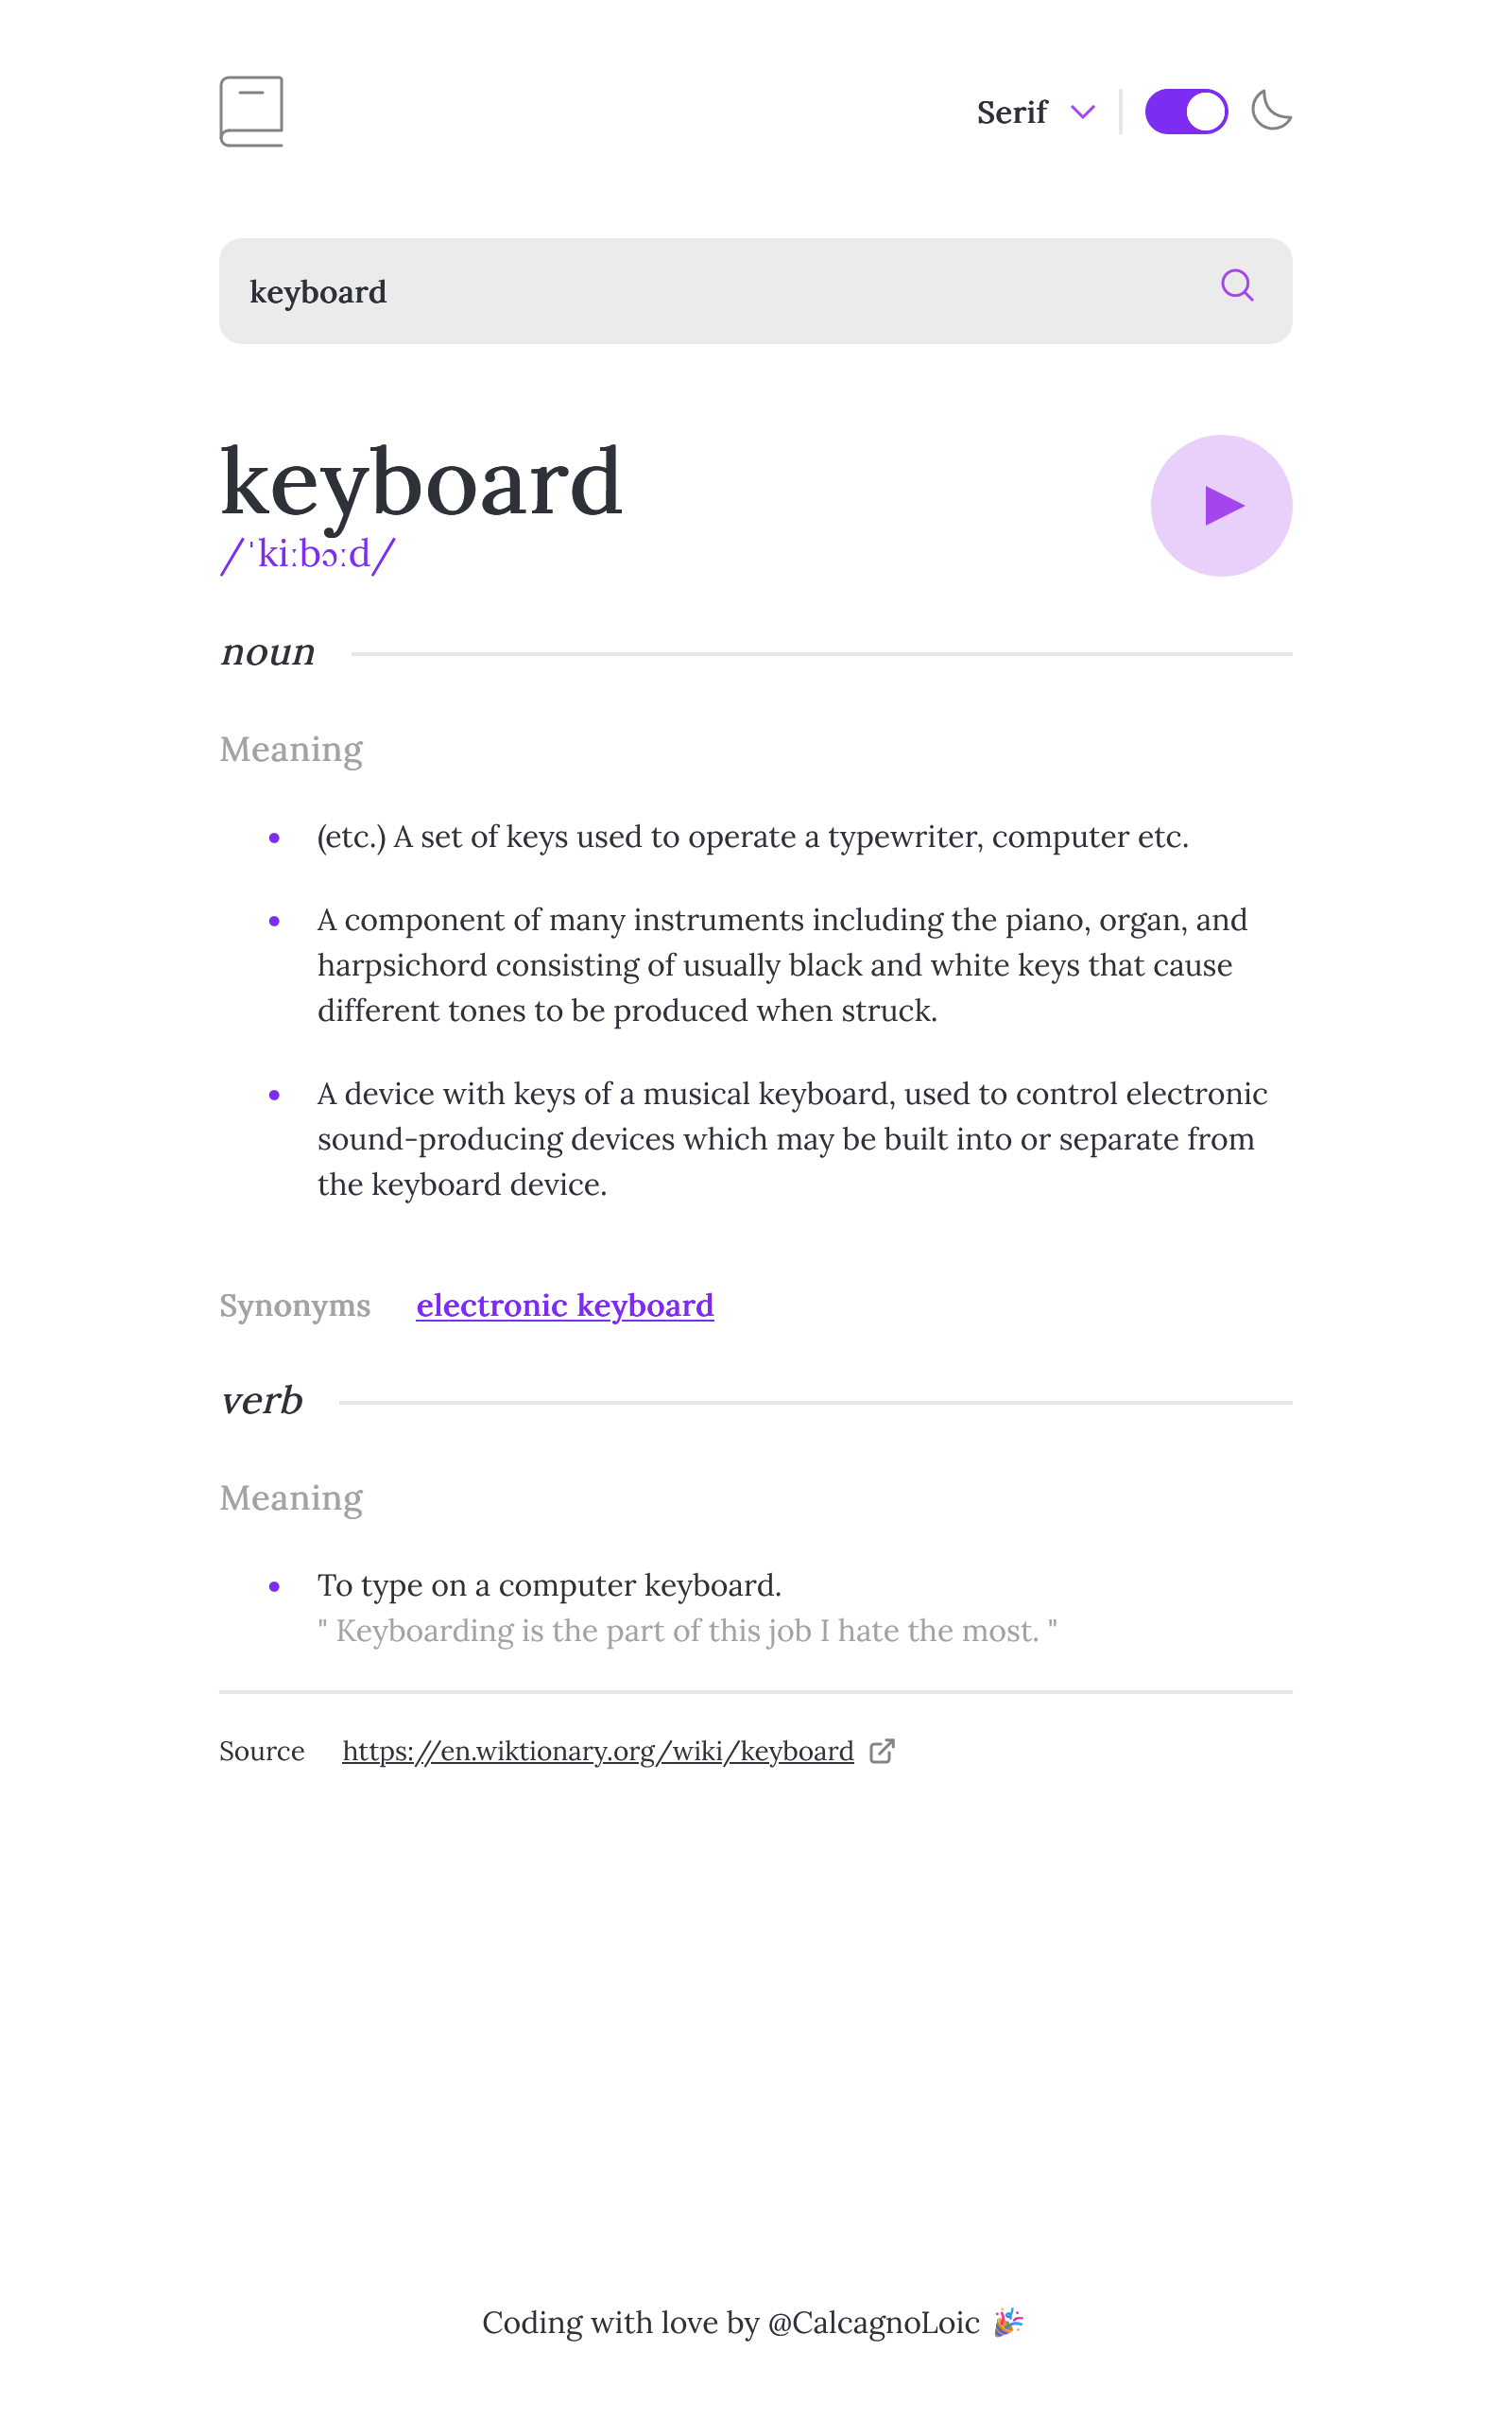 Serif
keyboard
keyboard
/ˈkiːbɔːd/
noun
Meaning
• (etc.) A set of keys used to operate a typewriter, computer etc.
• A component of many instruments including the piano, organ, and
harpsichord consisting of usually black and white keys that cause
different tones to be produced when struck.
• A device with keys of a musical keyboard, used to control electronic
sound-producing devices which may be built into or separate from
the keyboard device.
Synonyms electronic keyboard
verb
Meaning
• To type on a computer keyboard.
" Keyboarding is the part of this job I hate the most. "
Source https://en.wiktionary.org/wiki/keyboard
Coding with love by @CalcagnoLoic 🎉